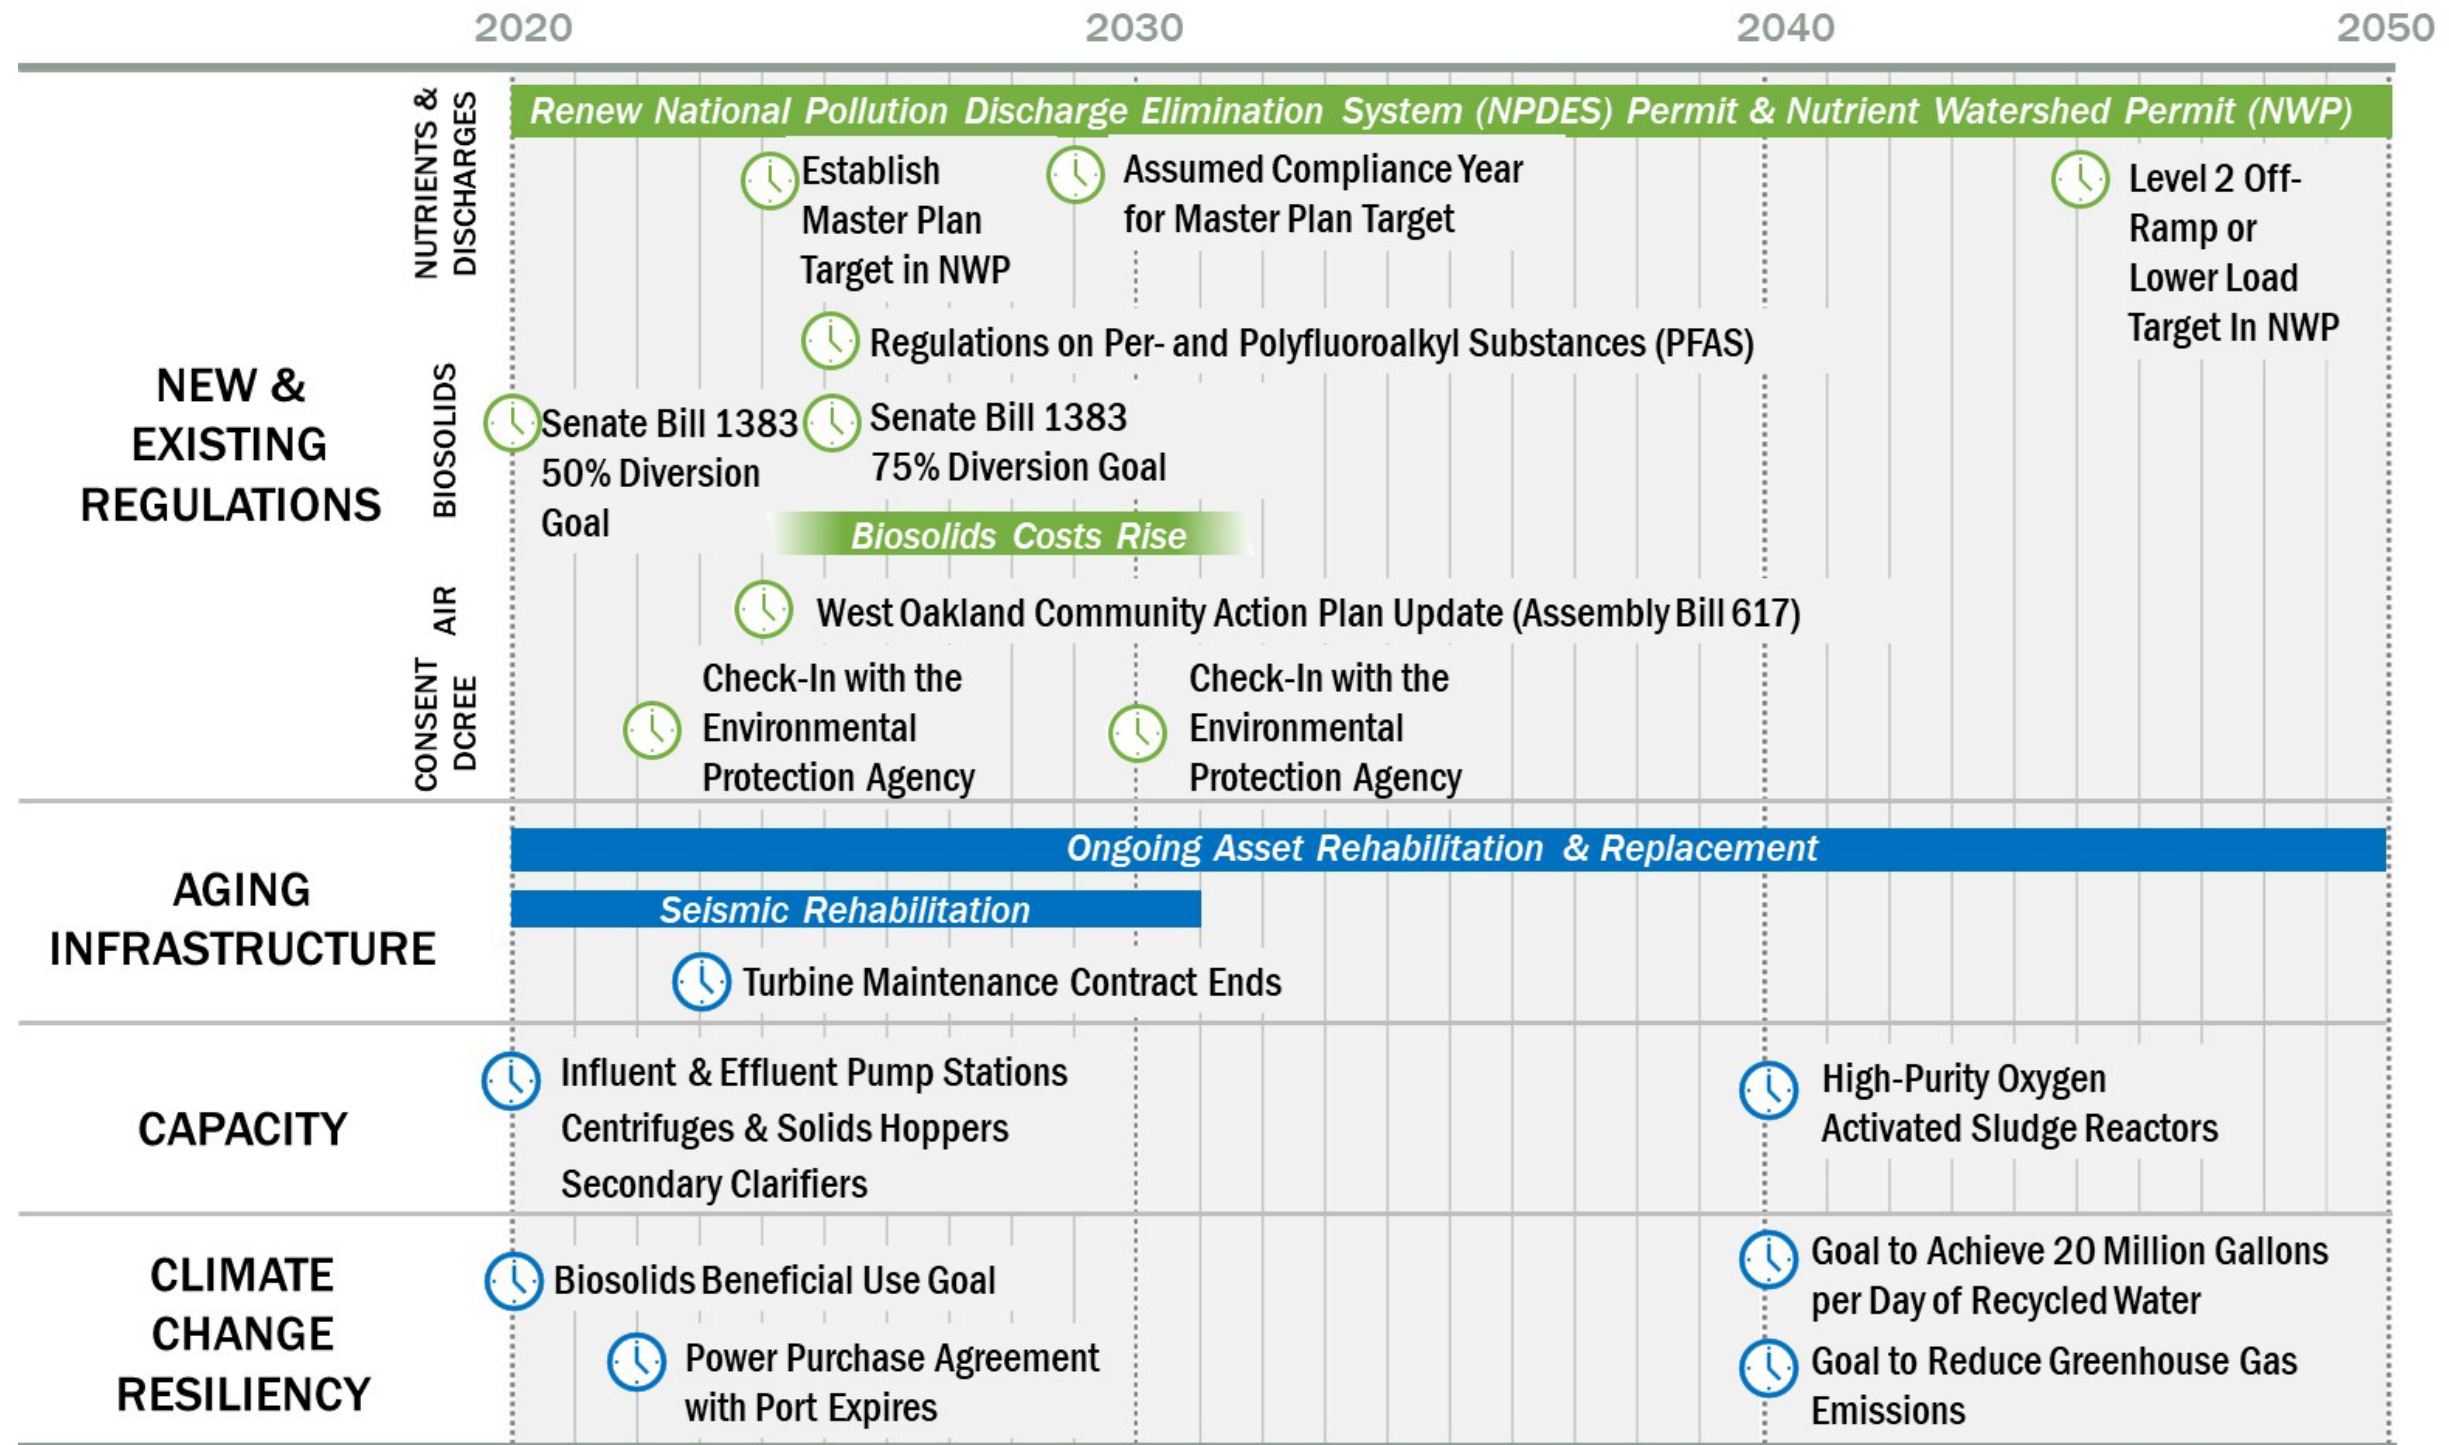 2020 2030 2040 2050
NEW &
EXISTING
REGULATIONS
NUTRIENTS &
DISCHARGES
Renew National Pollution Discharge Elimination System (NPDES) Permit & Nutrient Watershed Permit (NWP)
Establish
Master Plan
Target in NWP
Assumed Compliance Year
for Master Plan Target
Level 2 Off-
Ramp or
Lower Load
Target In NWP
BIOSOLIDS
Regulations on Per- and Polyfluoroalkyl Substances (PFAS)
Senate Bill 1383
50% Diversion
Goal
Senate Bill 1383
75% Diversion Goal
Biosolids Costs Rise
AIR
West Oakland Community Action Plan Update (Assembly Bill 617)
CONSENT
DCREE
Check-In with the
Environmental
Protection Agency
Check-In with the
Environmental
Protection Agency
AGING
INFRASTRUCTURE
Ongoing Asset Rehabilitation & Replacement
Seismic Rehabilitation
Turbine Maintenance Contract Ends
CAPACITY
Influent & Effluent Pump Stations
Centrifuges & Solids Hoppers
Secondary Clarifiers
High-Purity Oxygen
Activated Sludge Reactors
CLIMATE
CHANGE
RESILIENCY
Biosolids Beneficial Use Goal
Power Purchase Agreement
with Port Expires
Goal to Achieve 20 Million Gallons
per Day of Recycled Water
Goal to Reduce Greenhouse Gas
Emissions